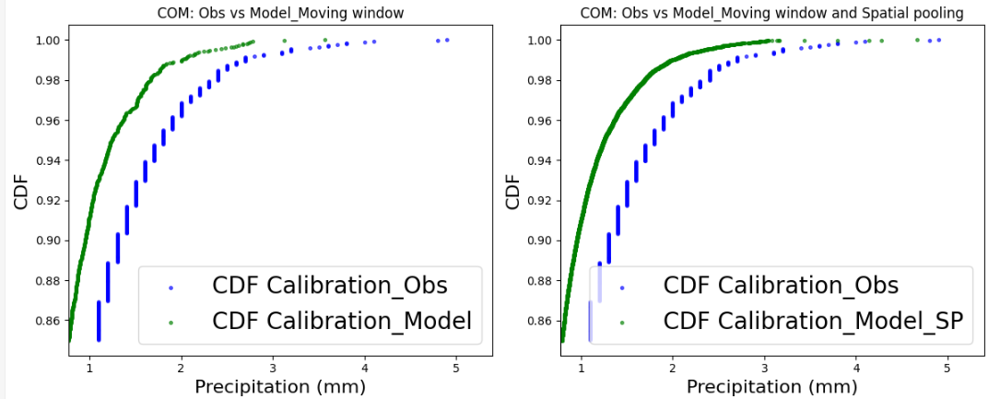 COM: Obs vs Model_Moving window
1.00
0.98
0.96
0.94
0.92
0.90
0.88
0.86
CDF
CDF Calibration_Obs
CDF Calibration_Model
1 2 3 4 5
Precipitation (mm)
COM: Obs vs Model_Moving window and Spatial pooling
1.00
0.98
0.96
0.94
0.92
0.90
0.88
0.86
CDF
CDF Calibration_Obs
CDF Calibration_Model_SP
1 2 3 4 5
Precipitation (mm)